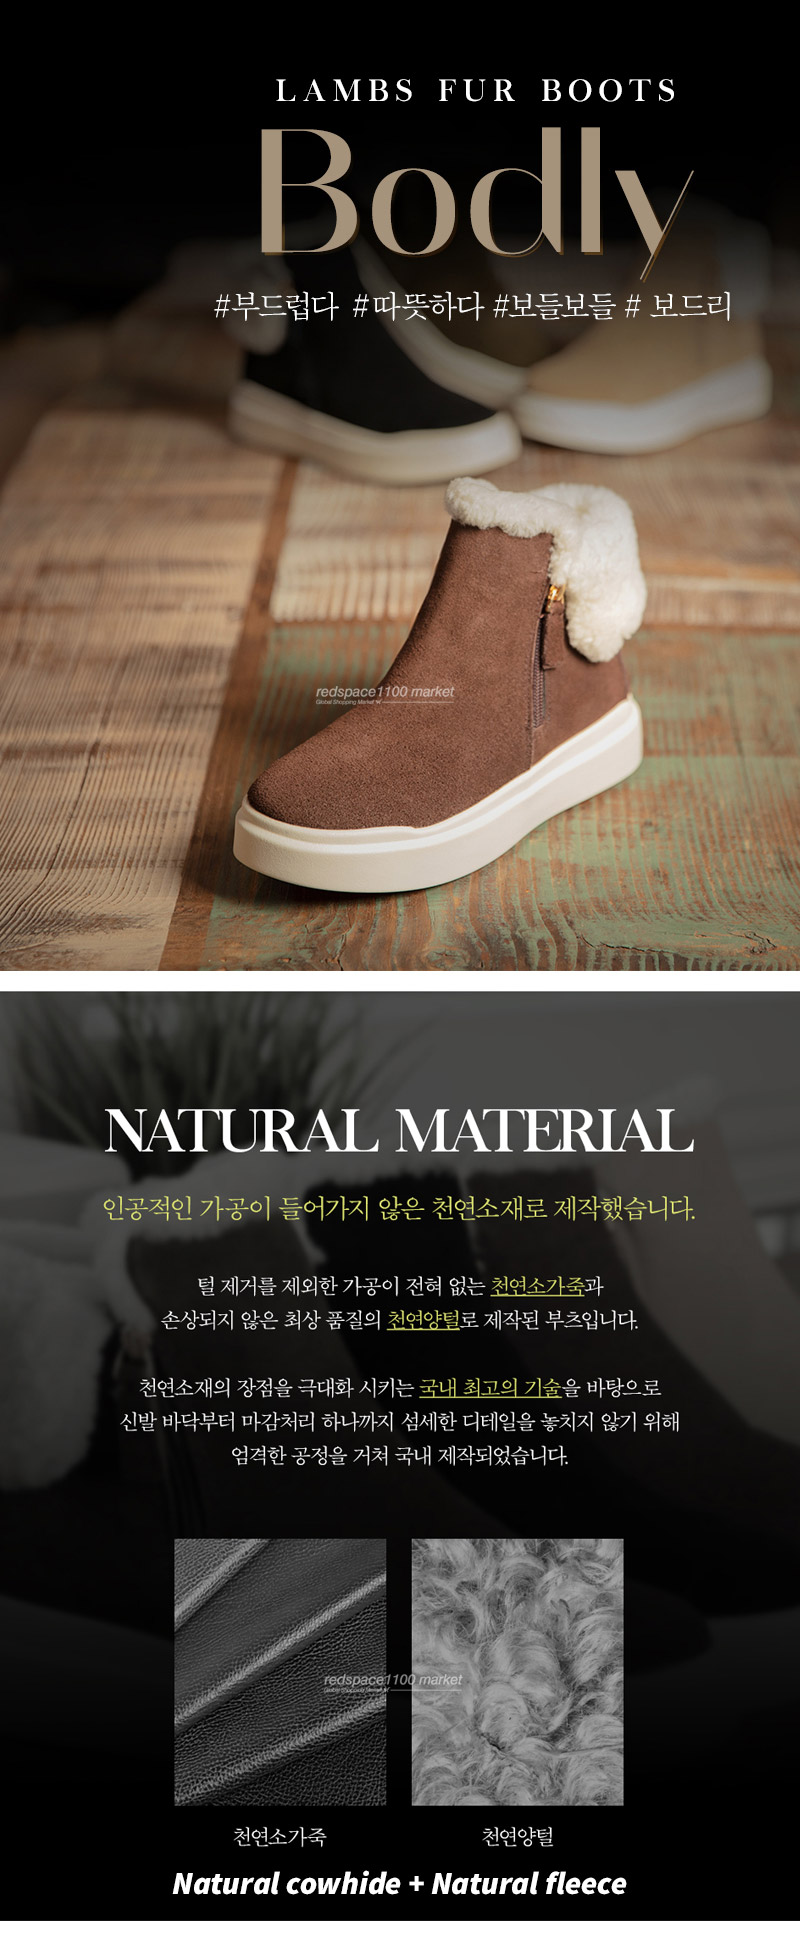 LAMBS FUR BOOTS
Bodly
#부드럽다 #따뜻하다 #보들보들 # 보드리
redspace1100 market
Global Shopping Market
NATURAL MATERIAL
인공적인 가공이 들어가지 않은 천연소재로 제작했습니다.
털 제거를 제외한 가공이 전혀 없는 천연소가죽과
손상되지 않은 최상 품질의 천연양털로 제작된 부츠입니다.
천연소재의 장점을 극대화 시키는 국내 최고의 기술을 바탕으로
신발 바닥부터 마감처리 하나까지 섬세한 디테일을 놓치지 않기 위해
엄격한 공정을 거쳐 국내 제작되었습니다.
redspace1100 market
Global Shopping Market
천연소가죽 천연양털
Natural cowhide + Natural fleece